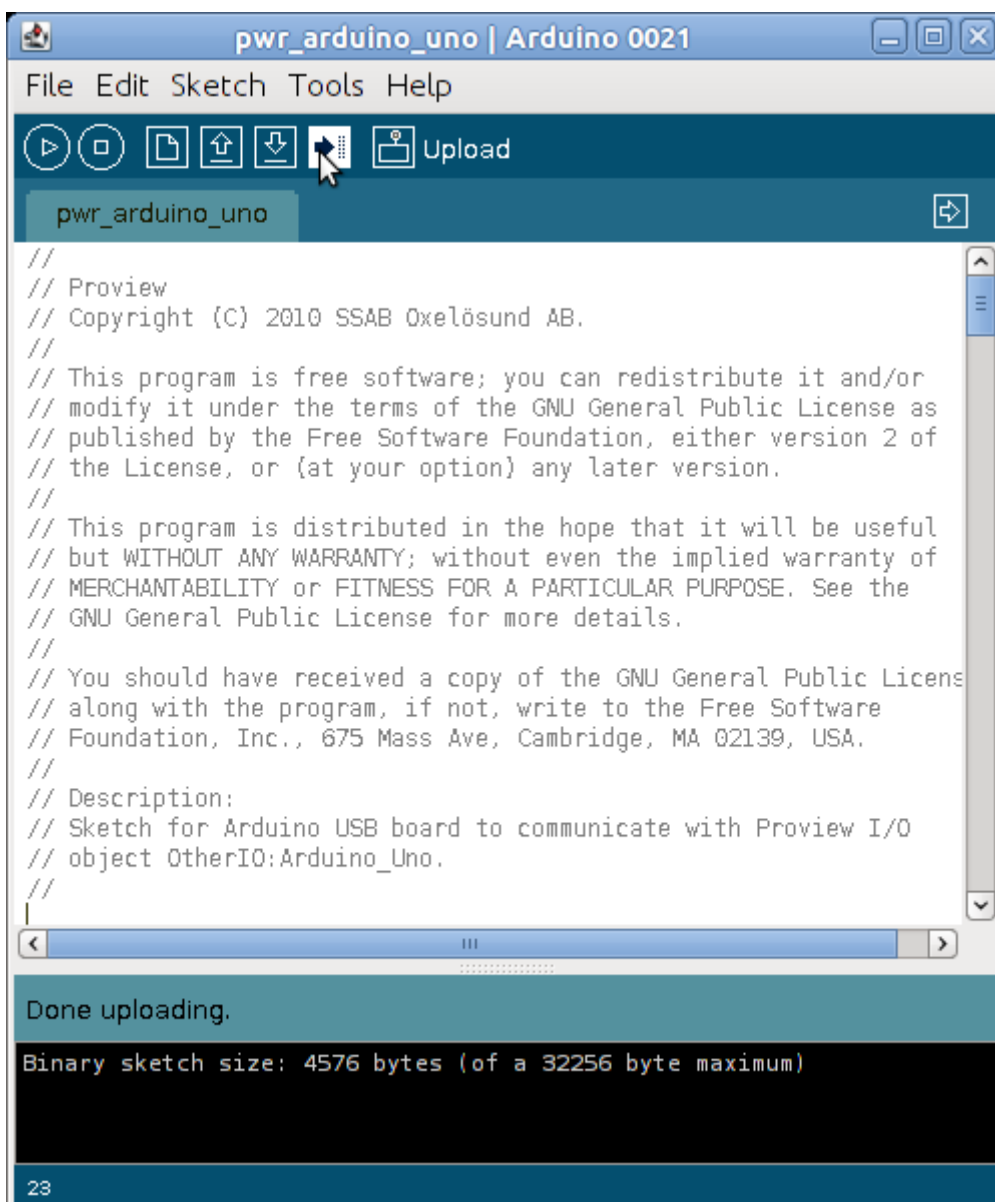 pwr_arduino_uno | Arduino 0021
File Edit Sketch Tools Help
Upload
pwr_arduino_uno
//
// Proview
// Copyright (C) 2010 SSAB Oxelösund AB.
//
// This program is free software; you can redistribute it and/or
// modify it under the terms of the GNU General Public License as
// published by the Free Software Foundation, either version 2 of
// the License, or (at your option) any later version.
//
// This program is distributed in the hope that it will be useful
// but WITHOUT ANY WARRANTY; without even the implied warranty of
// MERCHANTABILITY or FITNESS FOR A PARTICULAR PURPOSE. See the
// GNU General Public License for more details.
//
// You should have received a copy of the GNU General Public Licens
// along with the program, if not, write to the Free Software
// Foundation, Inc., 675 Mass Ave, Cambridge, MA 02139, USA.
//
// Description:
// Sketch for Arduino USB board to communicate with Proview I/O
// object OtherIO:Arduino_Uno.
//
Done uploading.
Binary sketch size: 4576 bytes (of a 32256 byte maximum)
23